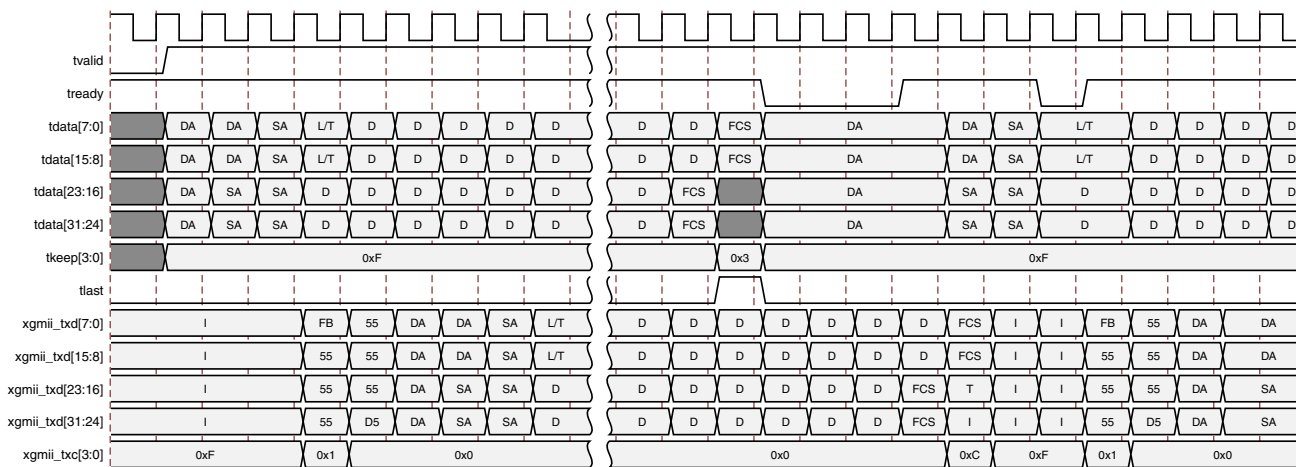 tvalid
tready
tdata[7:0] DA DA SA L/T D D D D D D D FCS DA DA SA L/T D D D D
tdata[15:8] DA DA SA L/T D D D D D D D FCS DA DA SA L/T D D D D
tdata[23:16] DA SA SA D D D D D D D FCS DA SA SA D D D D D
tdata[31:24] DA SA SA D D D D D D D FCS DA SA SA D D D D D
tkeep[3:0] 0xF 0x3 0xF
tlast
xgmii_txd[7:0] I FB 55 DA DA SA L/T D D D D D D D FCS I I FB 55 DA DA
xgmii_txd[15:8] I 55 55 DA DA SA L/T D D D D D D D FCS I I 55 55 DA DA
xgmii_txd[23:16] I 55 55 DA SA SA D D D D D D D FCS T I I 55 55 DA SA
xgmii_txd[31:24] I 55 D5 DA SA SA D D D D D D D FCS I I I 55 D5 DA SA
xgmii_txc[3:0] 0xF 0x1 0x0 0x0 0xC 0xF 0x1 0x0